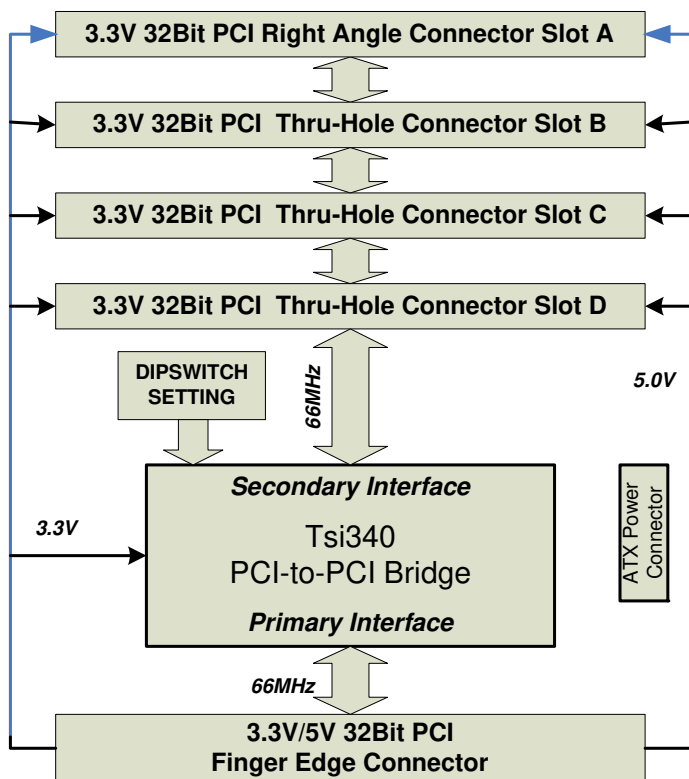 3.3V 32Bit PCI Right Angle Connector Slot A
3.3V 32Bit PCI  Thru-Hole Connector Slot B
3.3V 32Bit PCI  Thru-Hole Connector Slot C
3.3V 32Bit PCI  Thru-Hole Connector Slot D
DIPSWITCH
SETTING
66MHz
5.0V
Secondary Interface
Tsi340
PCI-to-PCI Bridge
Primary Interface
3.3V
ATX Power
Connector
66MHz
3.3V/5V 32Bit PCI
Finger Edge Connector